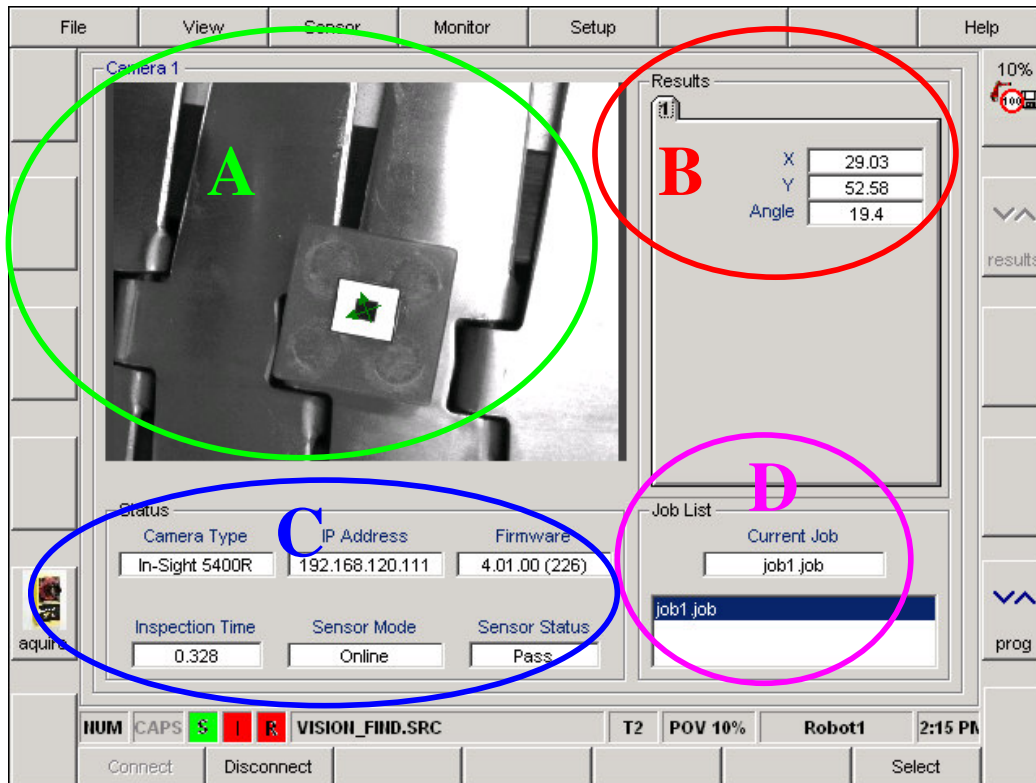 File View Sensor Monitor Setup Help
Camera 1
A
Results
1
B
X 29.03
Y 52.58
Angle 19.4
10%
100
results
Status
C
Camera Type IP Address Firmware
In-Sight 5400R 192.168.120.111 4.01.00 (226)
Inspection Time Sensor Mode Sensor Status
0.328 Online Pass
D
Job List
Current Job
job1.job
job1.job
aquire
prog
NUM CAPS S I R VISION_FIND.SRC T2 POV 10% Robot1 2:15 PM
Connect Disconnect Select